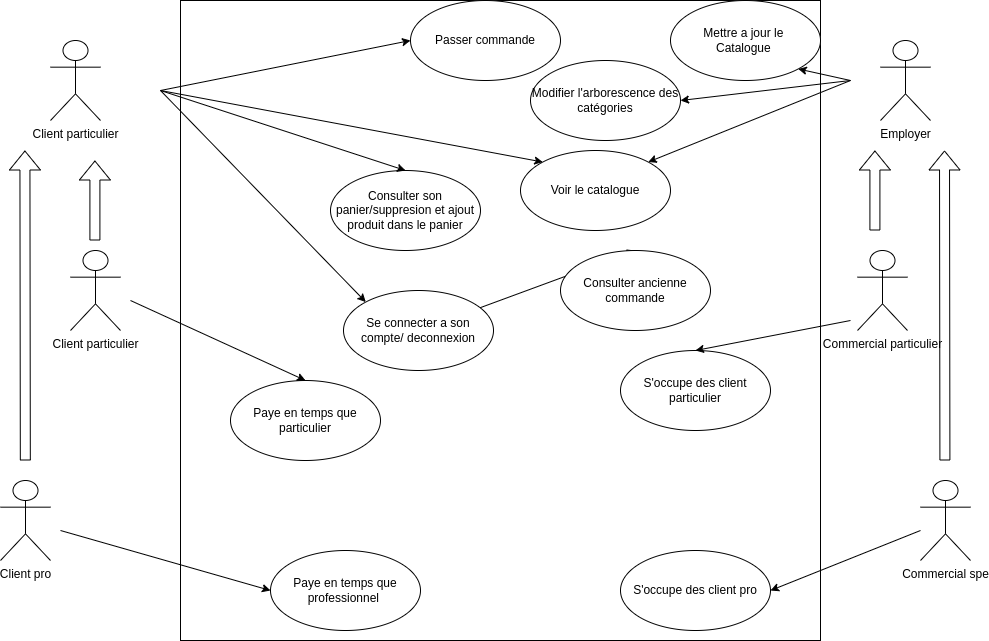 Passer commande
Mettre a jour le
Catalogue
Modifier l'arborescence des
catégories
Client particulier
Employer
Voir le catalogue
Consulter son
panier/suppresion et ajout
produit dans le panier
Consulter ancienne
commande
Se connecter a son
compte/ deconnexion
Client particulier
Commercial particulier
S'occupe des client
particulier
Paye en temps que
particulier
Client pro
Commercial spe
Paye en temps que
professionnel
S'occupe des client pro